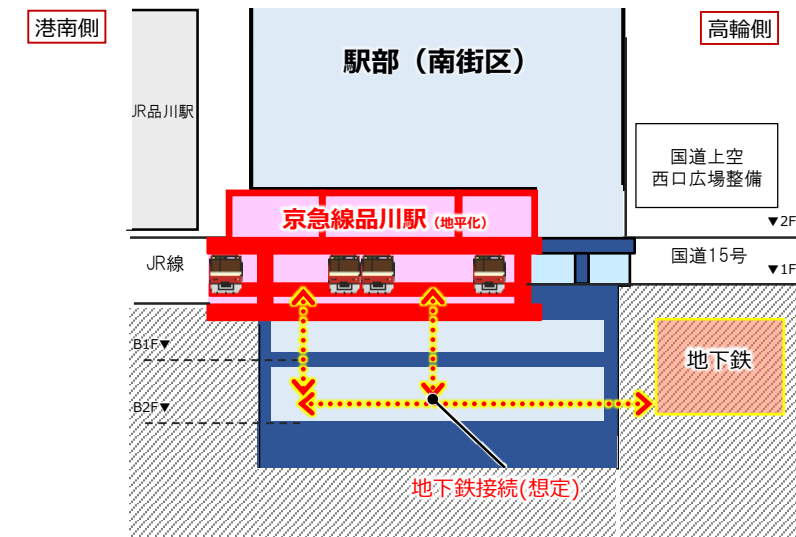 港南側
高輪側
駅部（南街区）
JR品川駅
国道上空
西口広場整備
京急線品川駅（地平化）
▼2F
JR線
国道15号
▼1F
B1F▼
地下鉄
B2F▼
地下鉄接続(想定)